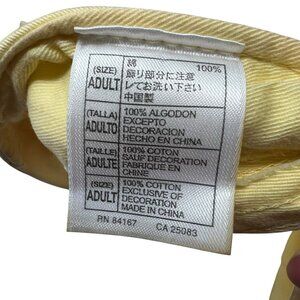 (SIZE) ADULT
綿 100%
飾り部分に注意
してお洗い下さい
中国製
(TALLA) ADULTO
100% ALGODON
EXCEPTO
DECORACION
HECHO EN CHINA
(TAILLE) ADULTE
100% COTON
SAUF DECORATION
FABRIQUE EN
CHINE
(SIZE) ADULT
100% COTTON
EXCLUSIVE OF
DECORATION
MADE IN CHINA
RN 84167 CA 25083